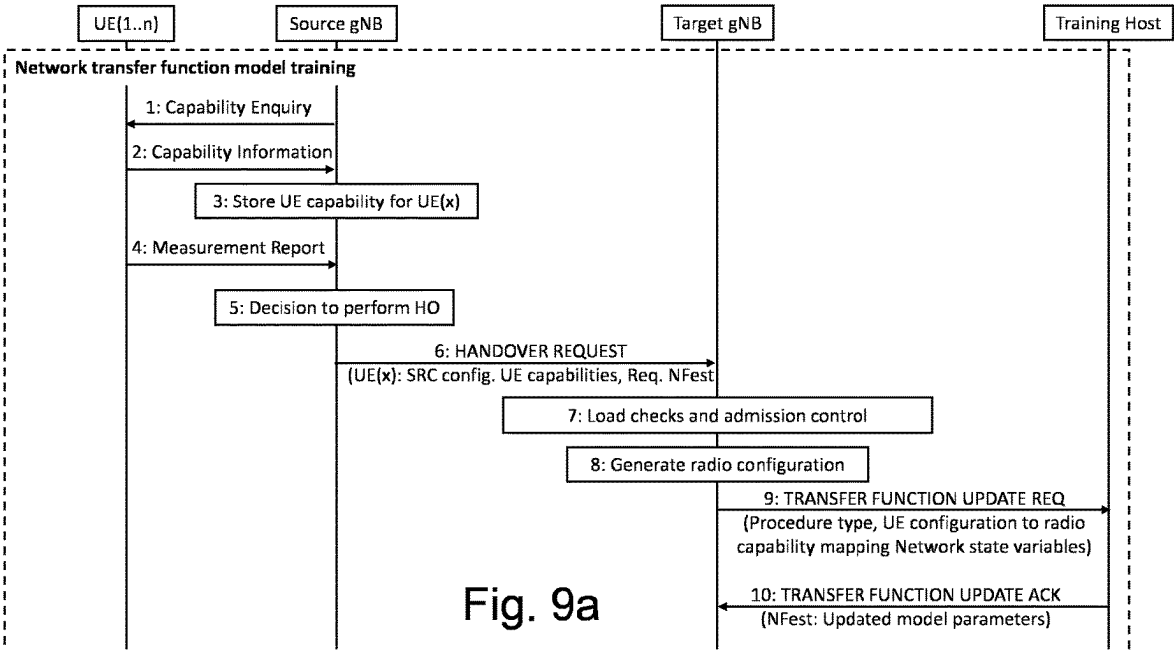 UE(1..n)
Source gNB
Target gNB
Training Host
Network transfer function model training
1: Capability Enquiry
2: Capability Information
3: Store UE capability for UE(x)
4: Measurement Report
5: Decision to perform HO
6: HANDOVER REQUEST
(UE(x): SRC config. UE capabilities, Req. NFest
7: Load checks and admission control
8: Generate radio configuration
9: TRANSFER FUNCTION UPDATE REQ
(Procedure type, UE configuration to radio
capability mapping Network state variables)
10: TRANSFER FUNCTION UPDATE ACK
(NFest: Updated model parameters)
Fig. 9a